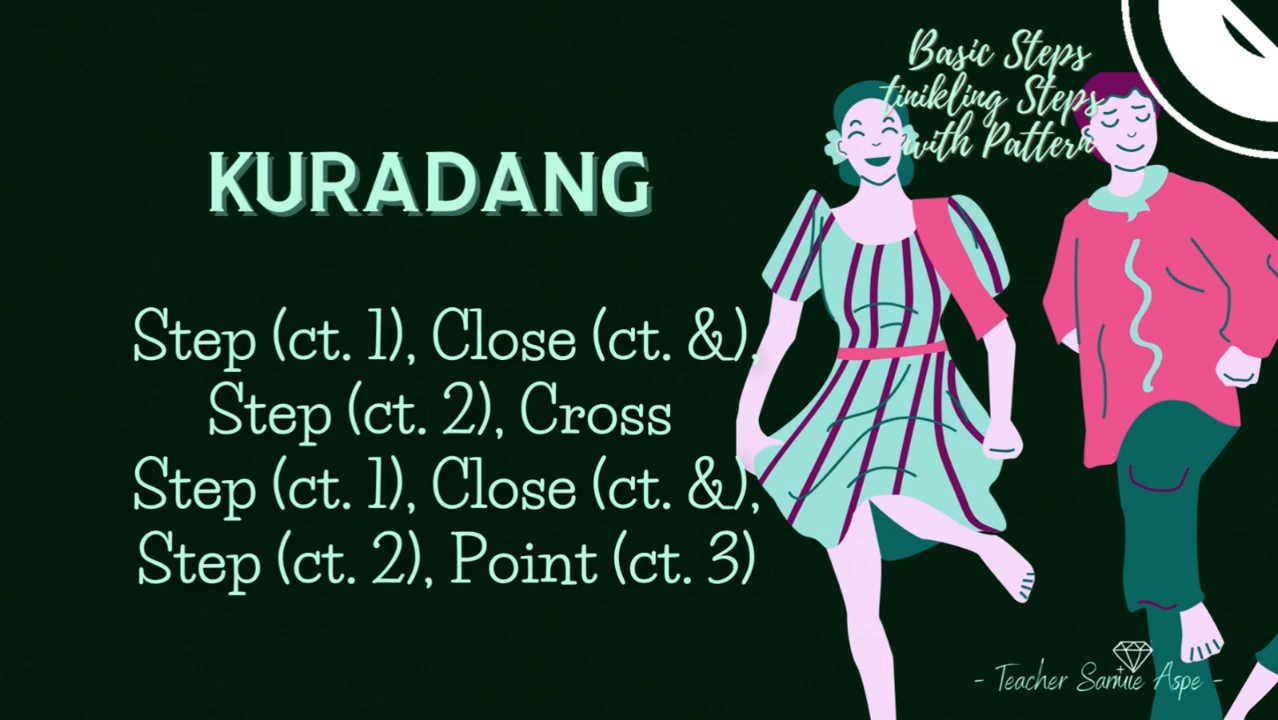 Basic Steps
tinikling Steps
with Pattern
KURADANG
Step (ct. 1), Close (ct. &),
Step (ct. 2), Cross
Step (ct. 1), Close (ct. &),
Step (ct. 2), Point (ct. 3)
- Teacher Samuie Aspe -